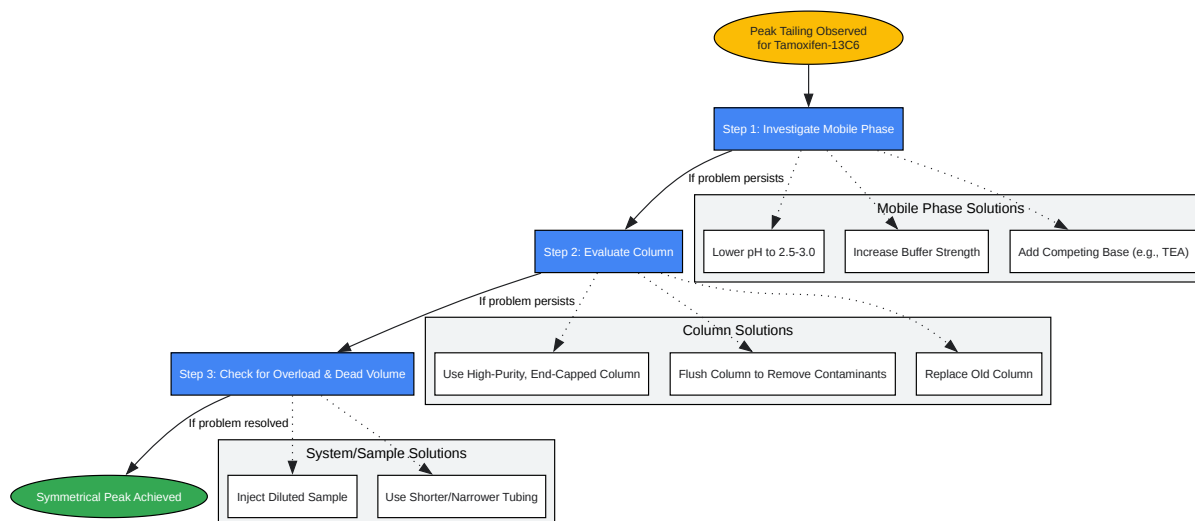 Peak Tailing Observed
for Tamoxifen-13C6
Step 1: Investigate Mobile Phase
If problem persists
Mobile Phase Solutions
Lower pH to 2.5-3.0
Increase Buffer Strength
Add Competing Base (e.g., TEA)
Step 2: Evaluate Column
If problem persists
Column Solutions
Use High-Purity, End-Capped Column
Flush Column to Remove Contaminants
Replace Old Column
Step 3: Check for Overload & Dead Volume
If problem resolved
System/Sample Solutions
Inject Diluted Sample
Use Shorter/Narrower Tubing
Symmetrical Peak Achieved